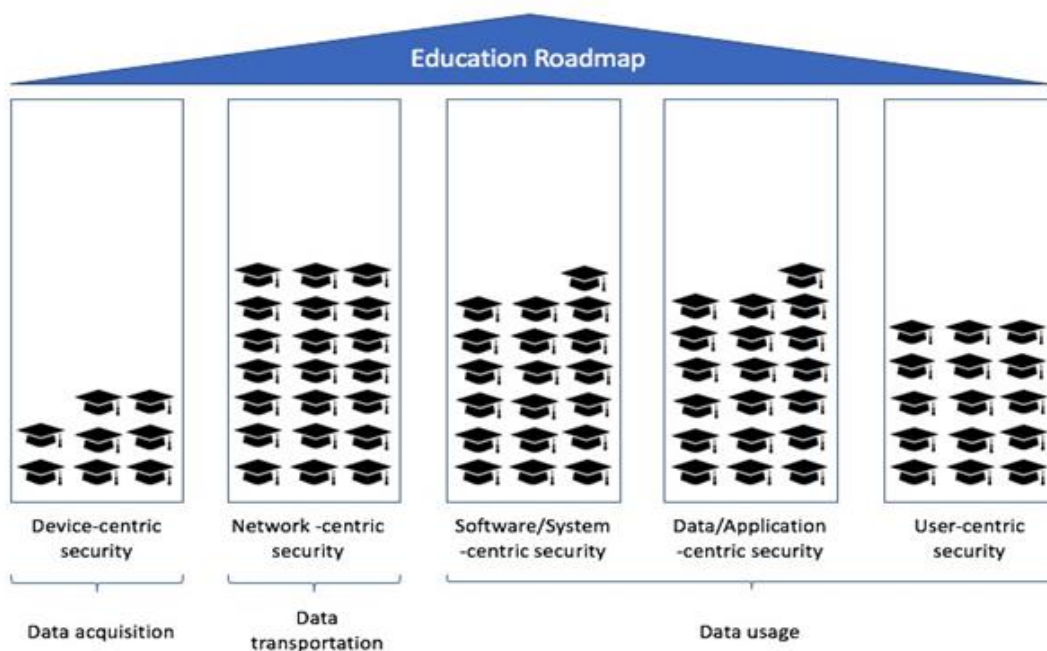 Education Roadmap
Device-centric
security
Network -centric
security
Software/System
-centric security
Data/Application
-centric security
User-centric
security
Data acquisition
Data
transportation
Data usage